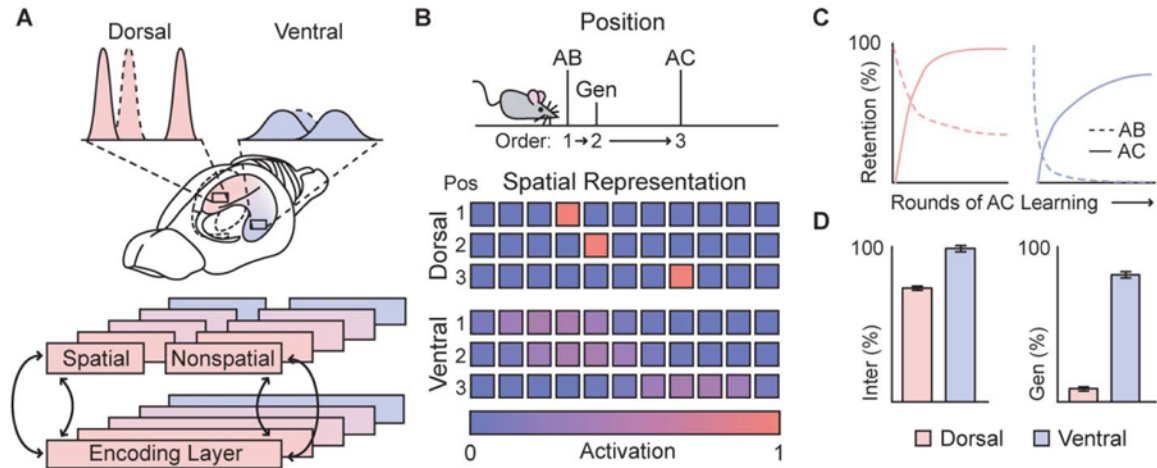 A
Dorsal
Ventral
Spatial
Nonspatial
Encoding Layer
B
Position
AB
AC
Gen
Order: 1 → 2 → 3
Pos
Spatial Representation
Dorsal
1
2
3
Ventral
1
2
3
0
Activation
1
C
100
Retention (%)
AB
AC
Rounds of AC Learning →
D
100
Inter (%)
100
Gen (%)
Dorsal
Ventral